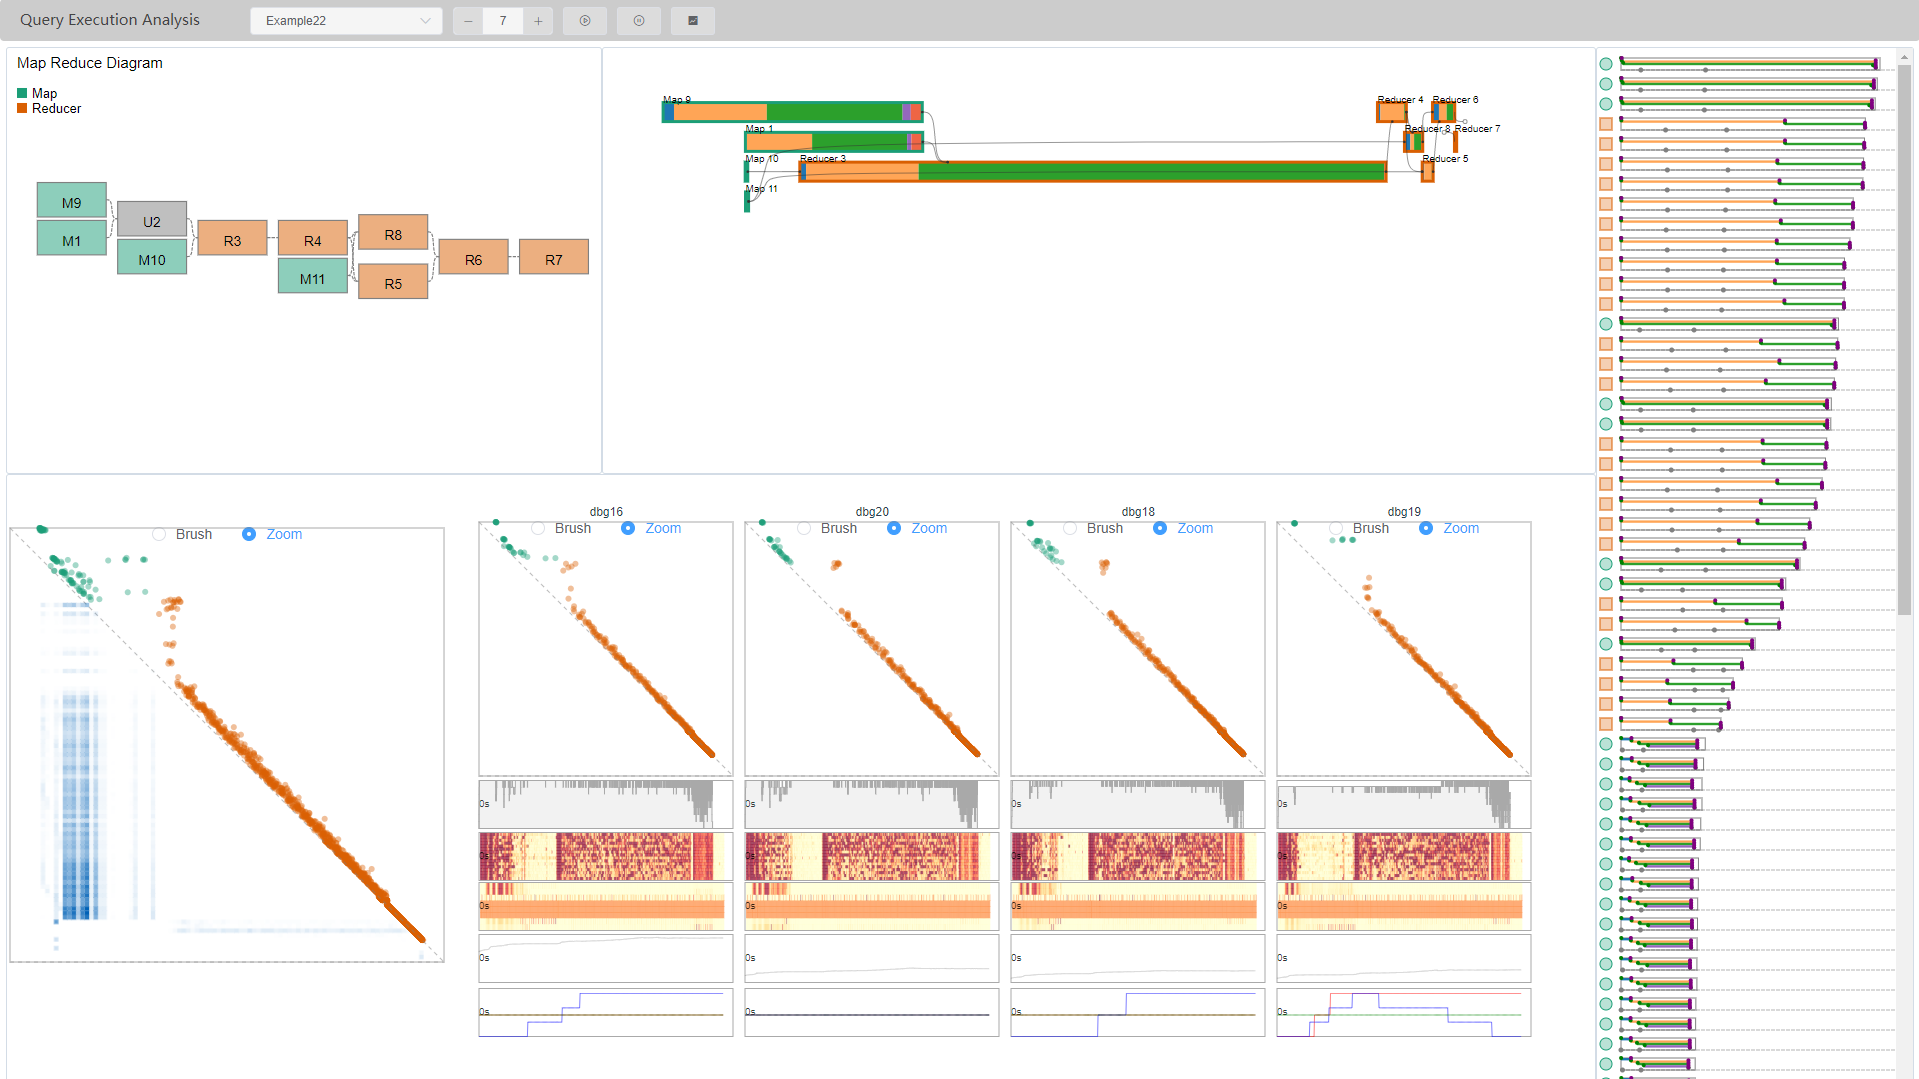 Query Execution Analysis
Example22
7
Map Reduce Diagram
Map
Reducer
M9
M1
U2
M10
R3
R4
M11
R8
R5
R6
R7
Map 9
Map 1
Map 10
Reducer 3
Map 11
Reducer 4
Reducer 6
Reducer 8
Reducer 7
Reducer 5
Brush
Zoom
dbg16
Brush
Zoom
0s
0s
0s
0s
0s
dbg20
Brush
Zoom
0s
0s
0s
0s
0s
dbg18
Brush
Zoom
0s
0s
0s
0s
0s
dbg19
Brush
Zoom
0s
0s
0s
0s
0s